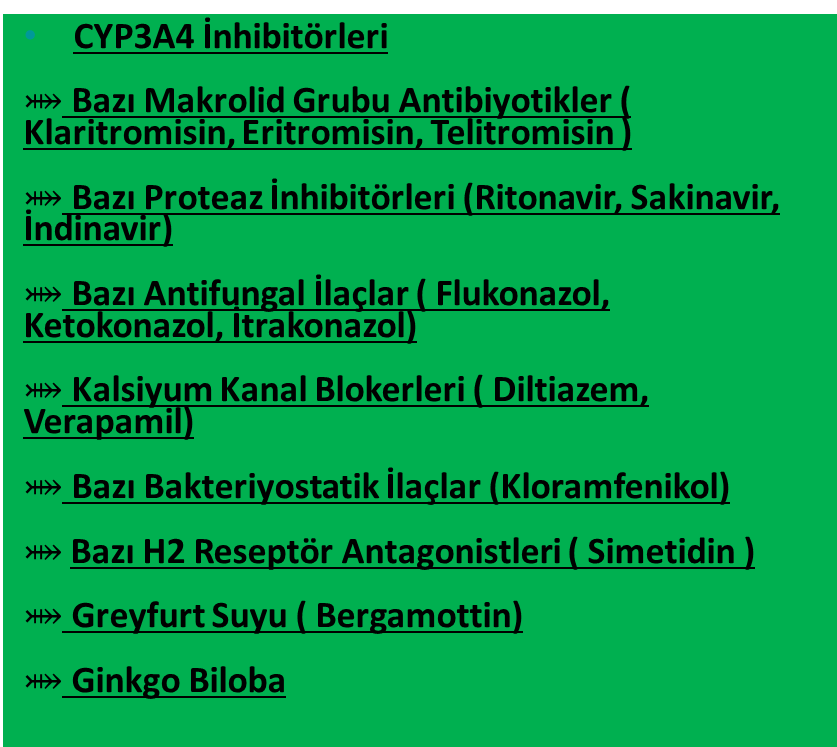 • CYP3A4 İnhibitörleri
⤖ Bazı Makrolid Grubu Antibiyotikler (
Klaritromisin, Eritromisin, Telitromisin )
⤖ Bazı Proteaz İnhibitörleri (Ritonavir, Sakinavir,
İndinavir)
⤖ Bazı Antifungal İlaçlar ( Flukonazol,
Ketokonazol, İtrakonazol)
⤖ Kalsiyum Kanal Blokerleri ( Diltiazem,
Verapamil)
⤖ Bazı Bakteriyostatik İlaçlar (Kloramfenikol)
⤖ Bazı H2 Reseptör Antagonistleri ( Simetidin )
⤖ Greyfurt Suyu ( Bergamottin)
⤖ Ginkgo Biloba